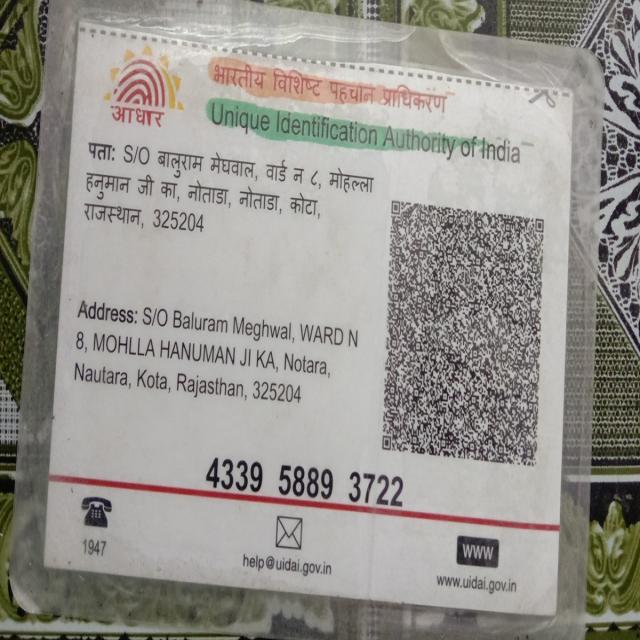 आधार
भारतीय विशिष्ट पहचान प्राधिकरण
Unique Identification Authority of India
पता: S/O बालुराम मेघवाल, वार्ड न ८, मोहल्ला
हनुमान जी का, नोताडा, नोताडा, कोटा,
राजस्थान, 325204
Address: S/O Baluram Meghwal, WARD N
8, MOHLLA HANUMAN JI KA, Notara,
Nautara, Kota, Rajasthan, 325204
4339 5889 3722
1947
help@uidai.gov.in
WWW
www.uidai.gov.in